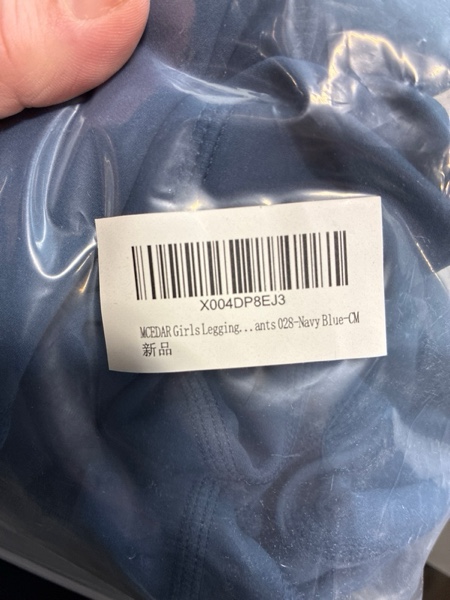 X004DP8EJ3
MCEDAR Girls Legging...ants 028-Navy Blue-CM
新品